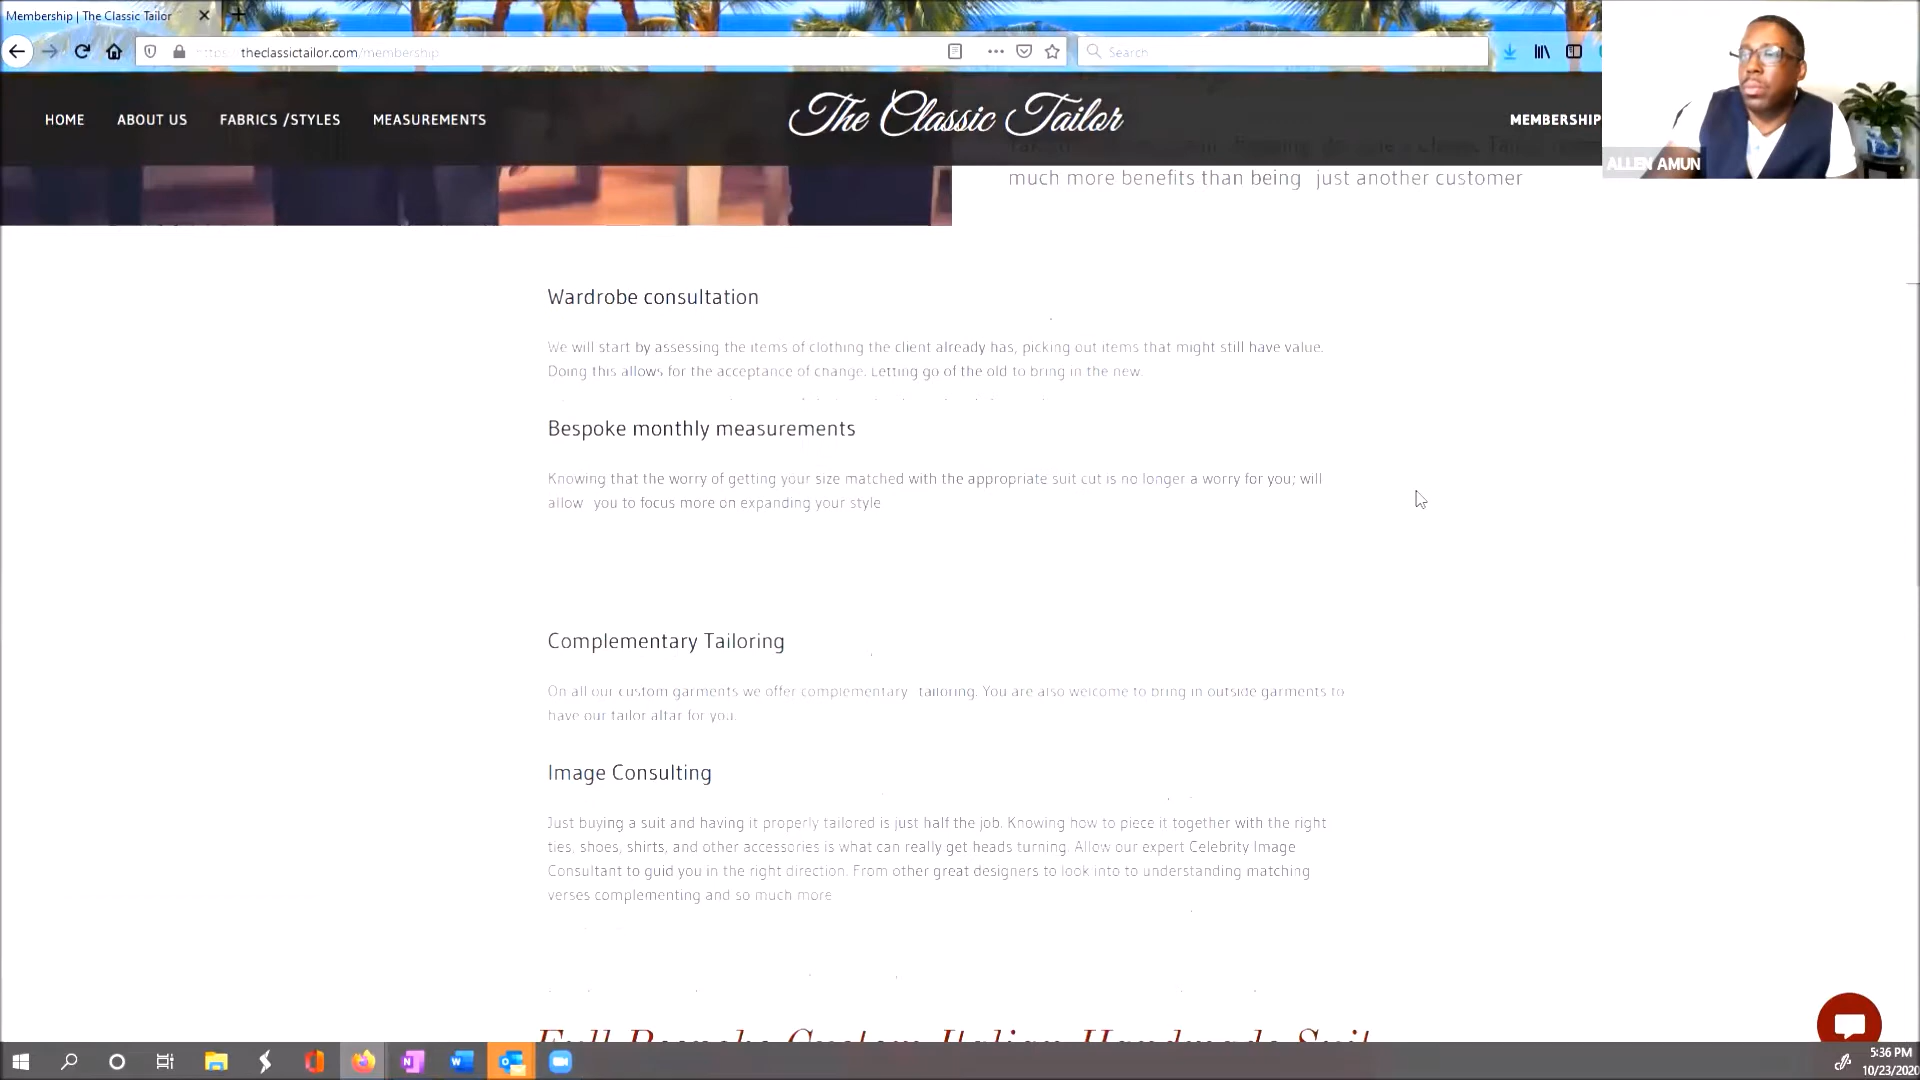 Membership | The Classic Tailor
https: theclassictailor.com/membership
Search
HOME
ABOUT US
FABRICS /STYLES
MEASUREMENTS
The Classic Tailor
MEMBERSHIP
ALLEN AMUN
much more benefits than being just another customer
Wardrobe consultation
We will start by assessing the items of clothing the client already has, picking out items that might still have value.
Doing this allows for the acceptance of change. Letting go of the old to bring in the new.
Bespoke monthly measurements
Knowing that the worry of getting your size matched with the appropriate suit cut is no longer a worry for you; will
allow you to focus more on expanding your style
Complementary Tailoring
On all our custom garments we offer complementary tailoring. You are also welcome to bring in outside garments to
have our tailor altar for you.
Image Consulting
Just buying a suit and having it properly tailored is just half the job. Knowing how to piece it together with the right
ties, shoes, shirts, and other accessories is what can really get heads turning. Allow our expert Celebrity Image
Consultant to guid you in the right direction. From other great designers to look into to understanding matching
verses complementing and so much more
Full Bespoke Custom Italian Handmade Suit
5:36 PM
10/23/2020